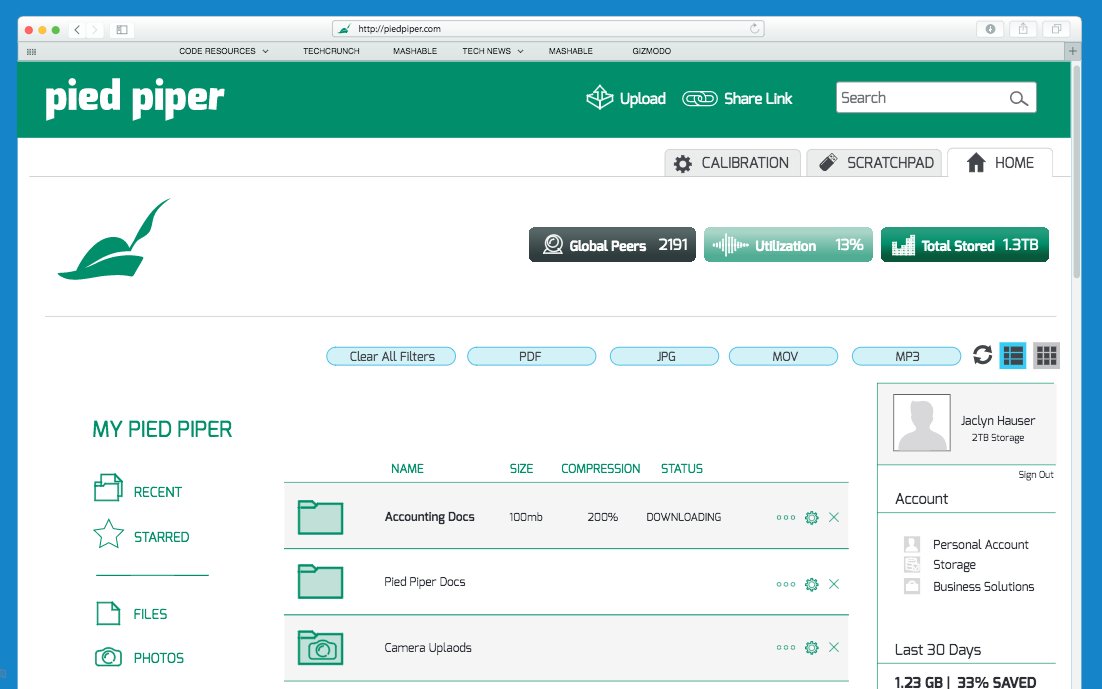 http://piedpiper.com
CODE RESOURCES TECHCRUNCH MASHABLE TECH NEWS MASHABLE GIZMODO
pied piper Upload Share Link Search
CALIBRATION SCRATCHPAD HOME
Global Peers 2191 Utilization 13% Total Stored 1.3TB
Clear All Filters PDF JPG MOV MP3
Jaclyn Hauser
2TB Storage
Sign Out
MY PIED PIPER
RECENT
STARRED
FILES
PHOTOS
NAME SIZE COMPRESSION STATUS
Accounting Docs 100mb 200% DOWNLOADING
Pied Piper Docs
Camera Uplaods
Account
Personal Account
Storage
Business Solutions
Last 30 Days
1.23 GB | 33% SAVED